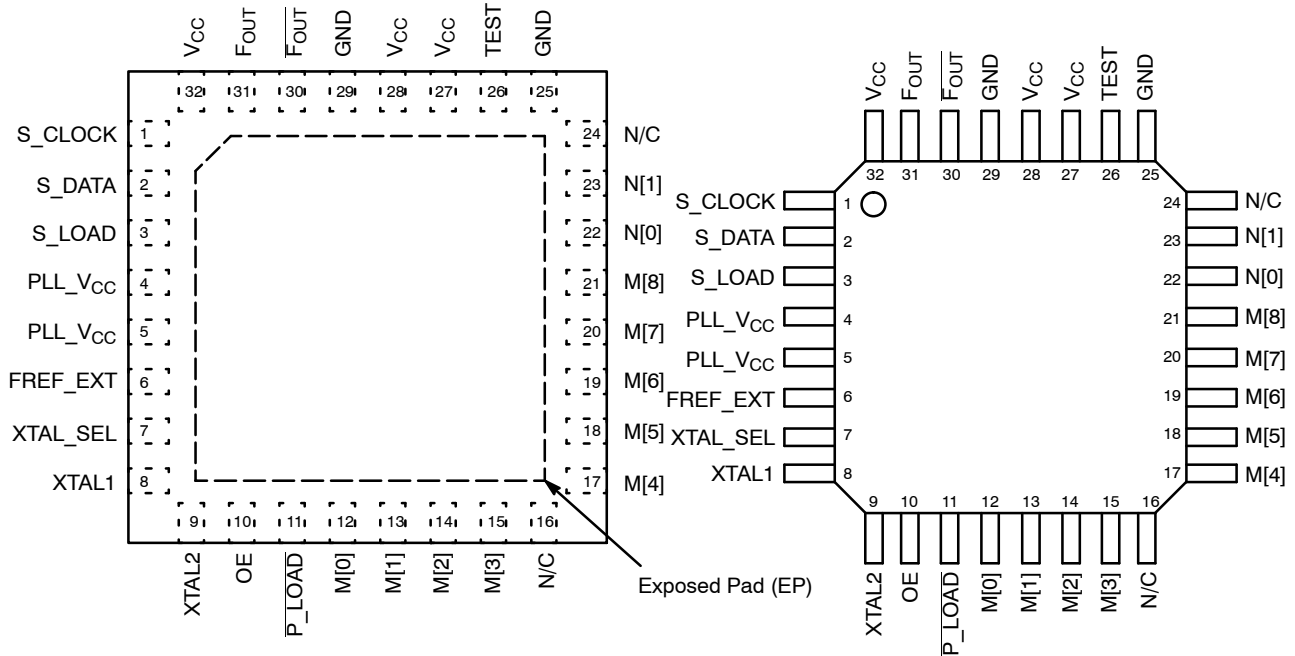 VCC
FOUT
FOUT
GND
VCC
VCC
TEST
GND
32
31
30
29
28
27
26
25
S_CLOCK
1
S_DATA
2
S_LOAD
3
PLL_VCC
4
PLL_VCC
5
FREF_EXT
6
XTAL_SEL
7
XTAL1
8
24
N/C
23
N[1]
22
N[0]
21
M[8]
20
M[7]
19
M[6]
18
M[5]
17
M[4]
9
10
11
12
13
14
15
16
XTAL2
OE
P_LOAD
M[0]
M[1]
M[2]
M[3]
N/C
Exposed Pad (EP)
VCC
FOUT
FOUT
GND
VCC
VCC
TEST
GND
32
31
30
29
28
27
26
25
S_CLOCK
1
S_DATA
2
S_LOAD
3
PLL_VCC
4
PLL_VCC
5
FREF_EXT
6
XTAL_SEL
7
XTAL1
8
24
N/C
23
N[1]
22
N[0]
21
M[8]
20
M[7]
19
M[6]
18
M[5]
17
M[4]
9
10
11
12
13
14
15
16
XTAL2
OE
P_LOAD
M[0]
M[1]
M[2]
M[3]
N/C